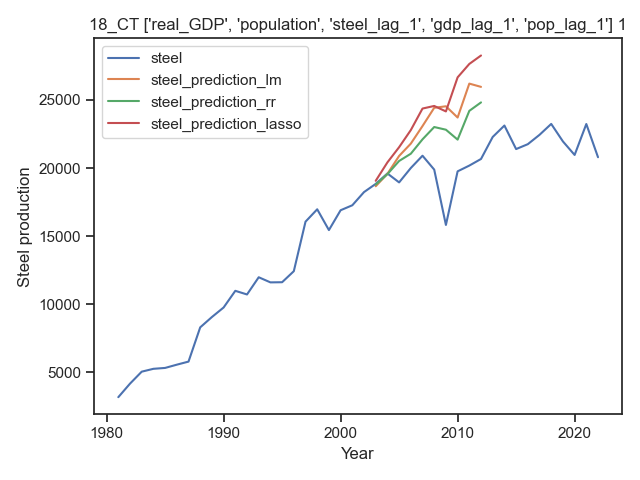 18_CT ['real_GDP', 'population', 'steel_lag_1', 'gdp_lag_1', 'pop_lag_1'] 1
steel
steel_prediction_lm
steel_prediction_rr
steel_prediction_lasso
25000
20000
15000
10000
5000
Steel production
1980
1990
2000
2010
2020
Year